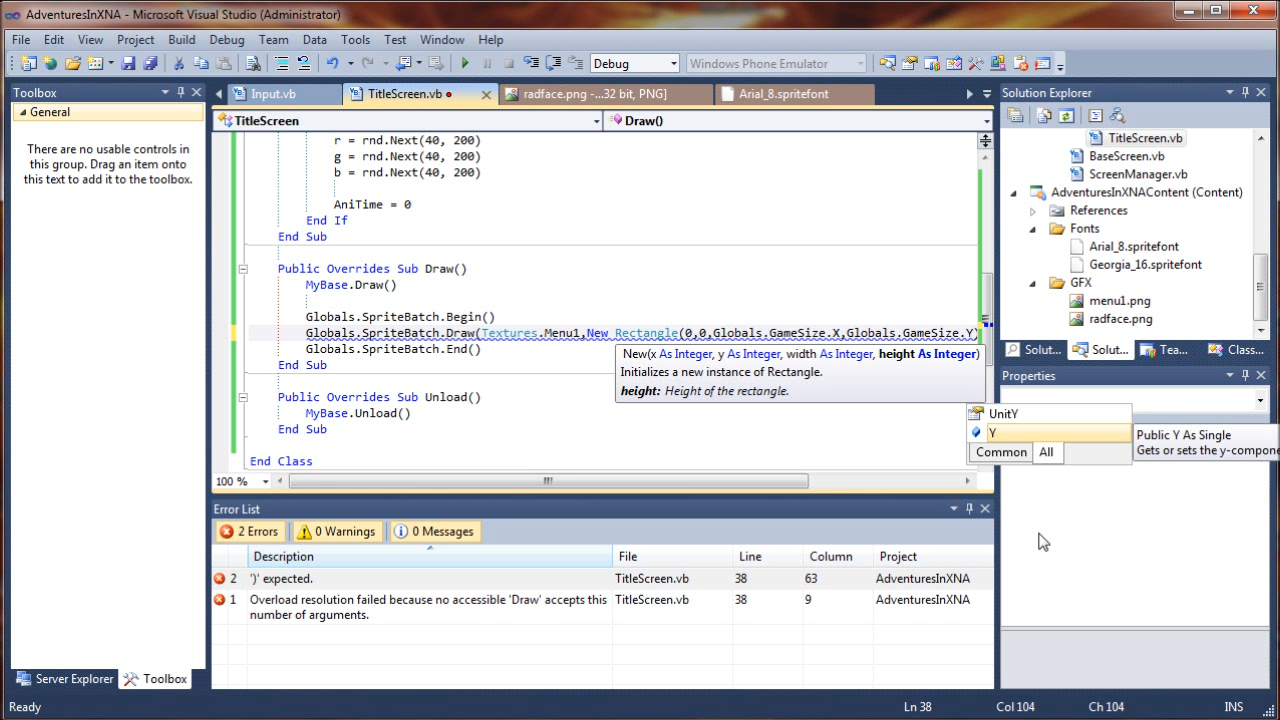 AdventuresInXNA - Microsoft Visual Studio (Administrator)
File Edit View Project Build Debug Team Data Tools Test Window Help
Debug Windows Phone Emulator
Toolbox
General
There are no usable controls in
this group. Drag an item onto
this text to add it to the toolbox.
Server Explorer Toolbox
Input.vb TitleScreen.vb radface.png -...32 bit, PNG] Arial_8.spritefont
TitleScreen Draw()
r = rnd.Next(40, 200)
g = rnd.Next(40, 200)
b = rnd.Next(40, 200)
AniTime = 0
End If
End Sub
Public Overrides Sub Draw()
MyBase.Draw()
Globals.SpriteBatch.Begin()
Globals.SpriteBatch.Draw(Textures.Menu1,New Rectangle(0,0,Globals.GameSize.X,Globals.GameSize.Y)
Globals.SpriteBatch.End()
End Sub
Public Overrides Sub Unload()
MyBase.Unload()
End Sub
End Class
New(x As Integer, y As Integer, width As Integer, height As Integer)
Initializes a new instance of Rectangle.
height: Height of the rectangle.
UnitY
Y
Common All
Public Y As Single
Gets or sets the y-compone
100 %
Error List
2 Errors 0 Warnings 0 Messages
Description File Line Column Project
2 ')' expected. TitleScreen.vb 38 63 AdventuresInXNA
1 Overload resolution failed because no accessible 'Draw' accepts this TitleScreen.vb 38 9 AdventuresInXNA
number of arguments.
Solution Explorer
TitleScreen.vb
BaseScreen.vb
ScreenManager.vb
AdventuresInXNAContent (Content)
References
Fonts
Arial_8.spritefont
Georgia_16.spritefont
GFX
menu1.png
radface.png
Solut... Solut... Tea... Class...
Properties
Ready Ln 38 Col 104 Ch 104 INS